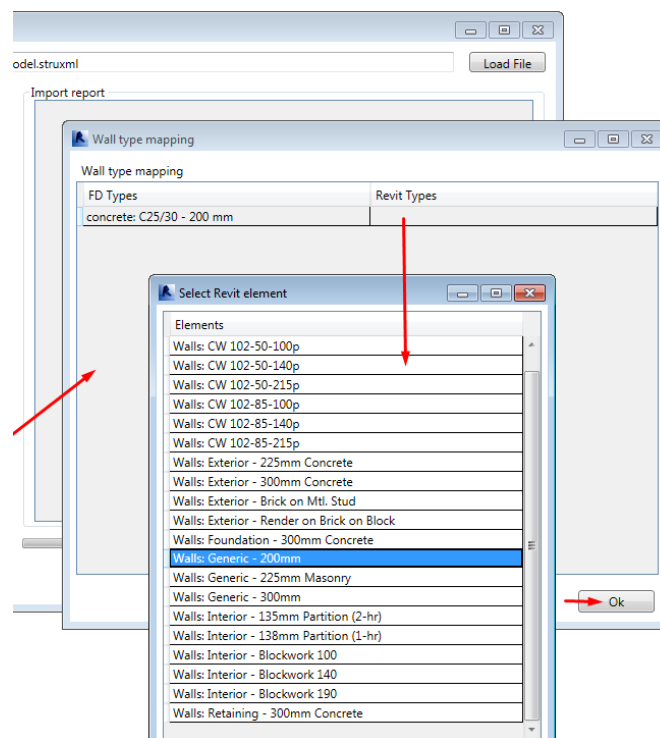 odel.struxml
Load File
Import report
Wall type mapping
Wall type mapping
FD Types Revit Types
concrete: C25/30 - 200 mm
Select Revit element
Elements
Walls: CW 102-50-100p
Walls: CW 102-50-140p
Walls: CW 102-50-215p
Walls: CW 102-85-100p
Walls: CW 102-85-140p
Walls: CW 102-85-215p
Walls: Exterior - 225mm Concrete
Walls: Exterior - 300mm Concrete
Walls: Exterior - Brick on Mtl. Stud
Walls: Exterior - Render on Brick on Block
Walls: Foundation - 300mm Concrete
Walls: Generic - 200mm
Walls: Generic - 225mm Masonry
Walls: Generic - 300mm
Walls: Interior - 135mm Partition (2-hr)
Walls: Interior - 138mm Partition (1-hr)
Walls: Interior - Blockwork 100
Walls: Interior - Blockwork 140
Walls: Interior - Blockwork 190
Walls: Retaining - 300mm Concrete
Ok